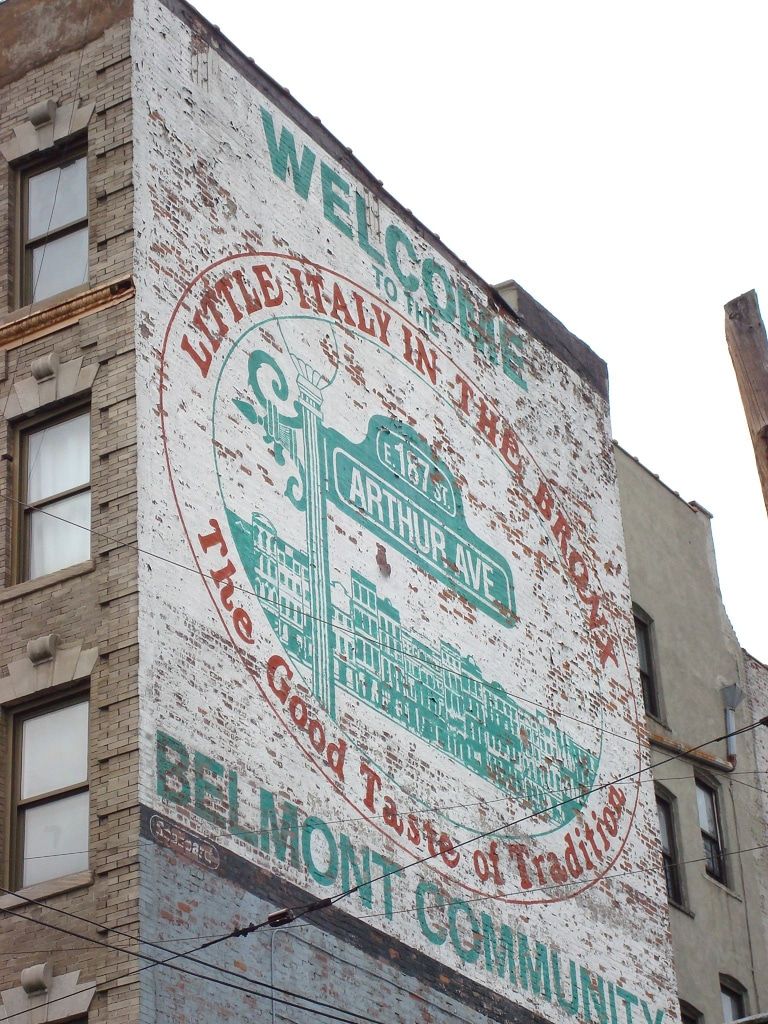 WELCOME
TO THE
LITTLE ITALY IN THE BRONX
E. 187 ST.
ARTHUR AVE
The Good Taste of Tradition
BELMONT COMMUNITY